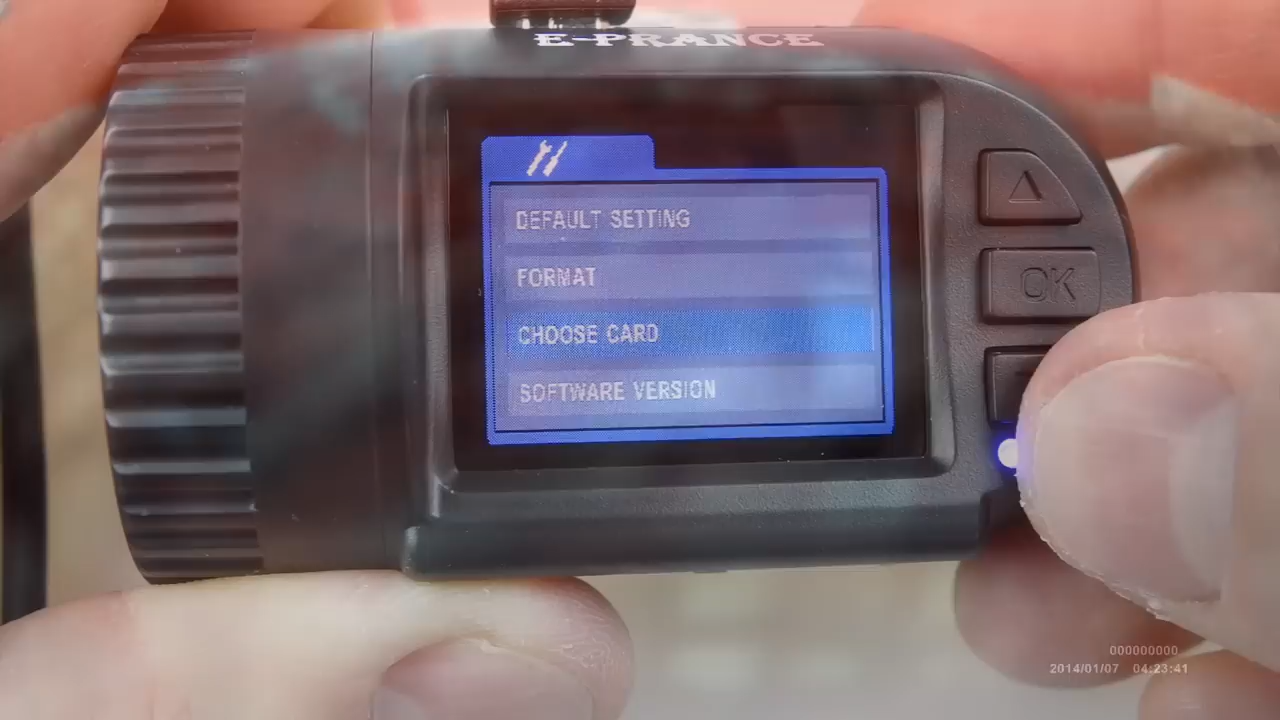 E-PRANCE
DEFAULT SETTING
FORMAT
CHOOSE CARD
SOFTWARE VERSION
OK
000000000
2014/01/07 04:23:41